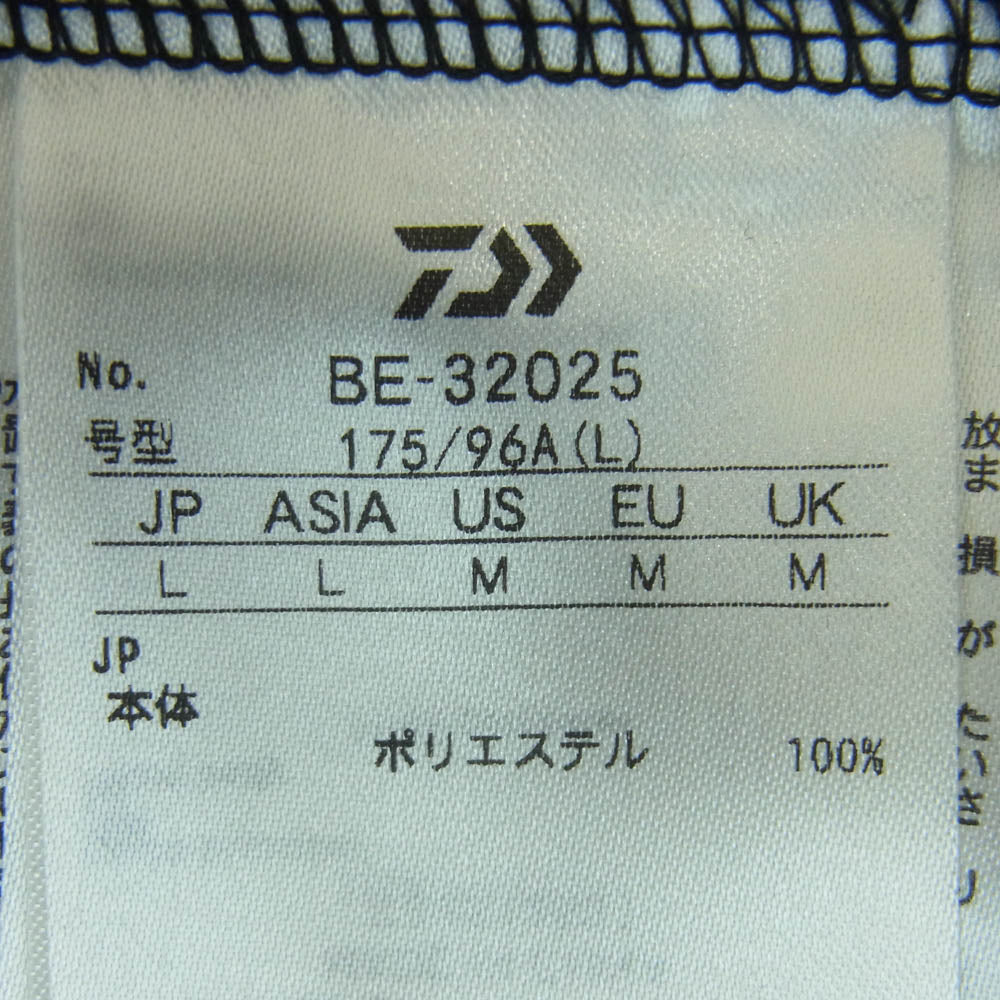 No. BE-32025
号型 175/96A(L)
JP ASIA US EU UK
L L M M M
JP
本体
ポリエステル 100%
放
ま
損
が
た
い
さ
り